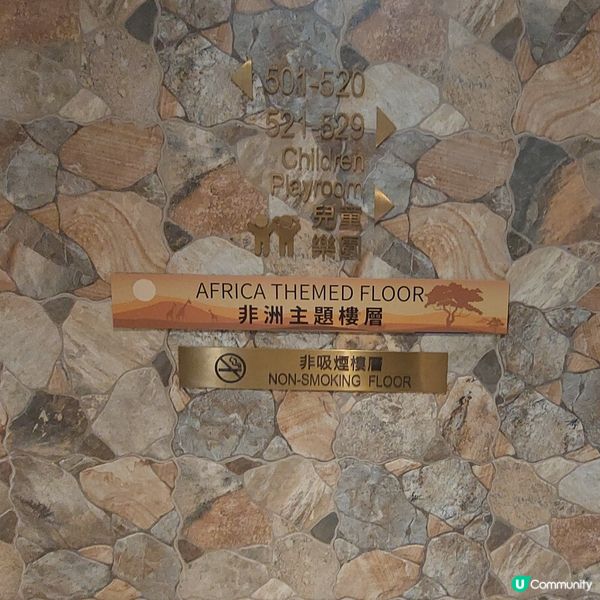 501-520
521-529
Children
Playroom
兒童
樂園
AFRICA THEMED FLOOR
非洲主題樓層
非吸煙樓層
NON-SMOKING FLOOR
U Community